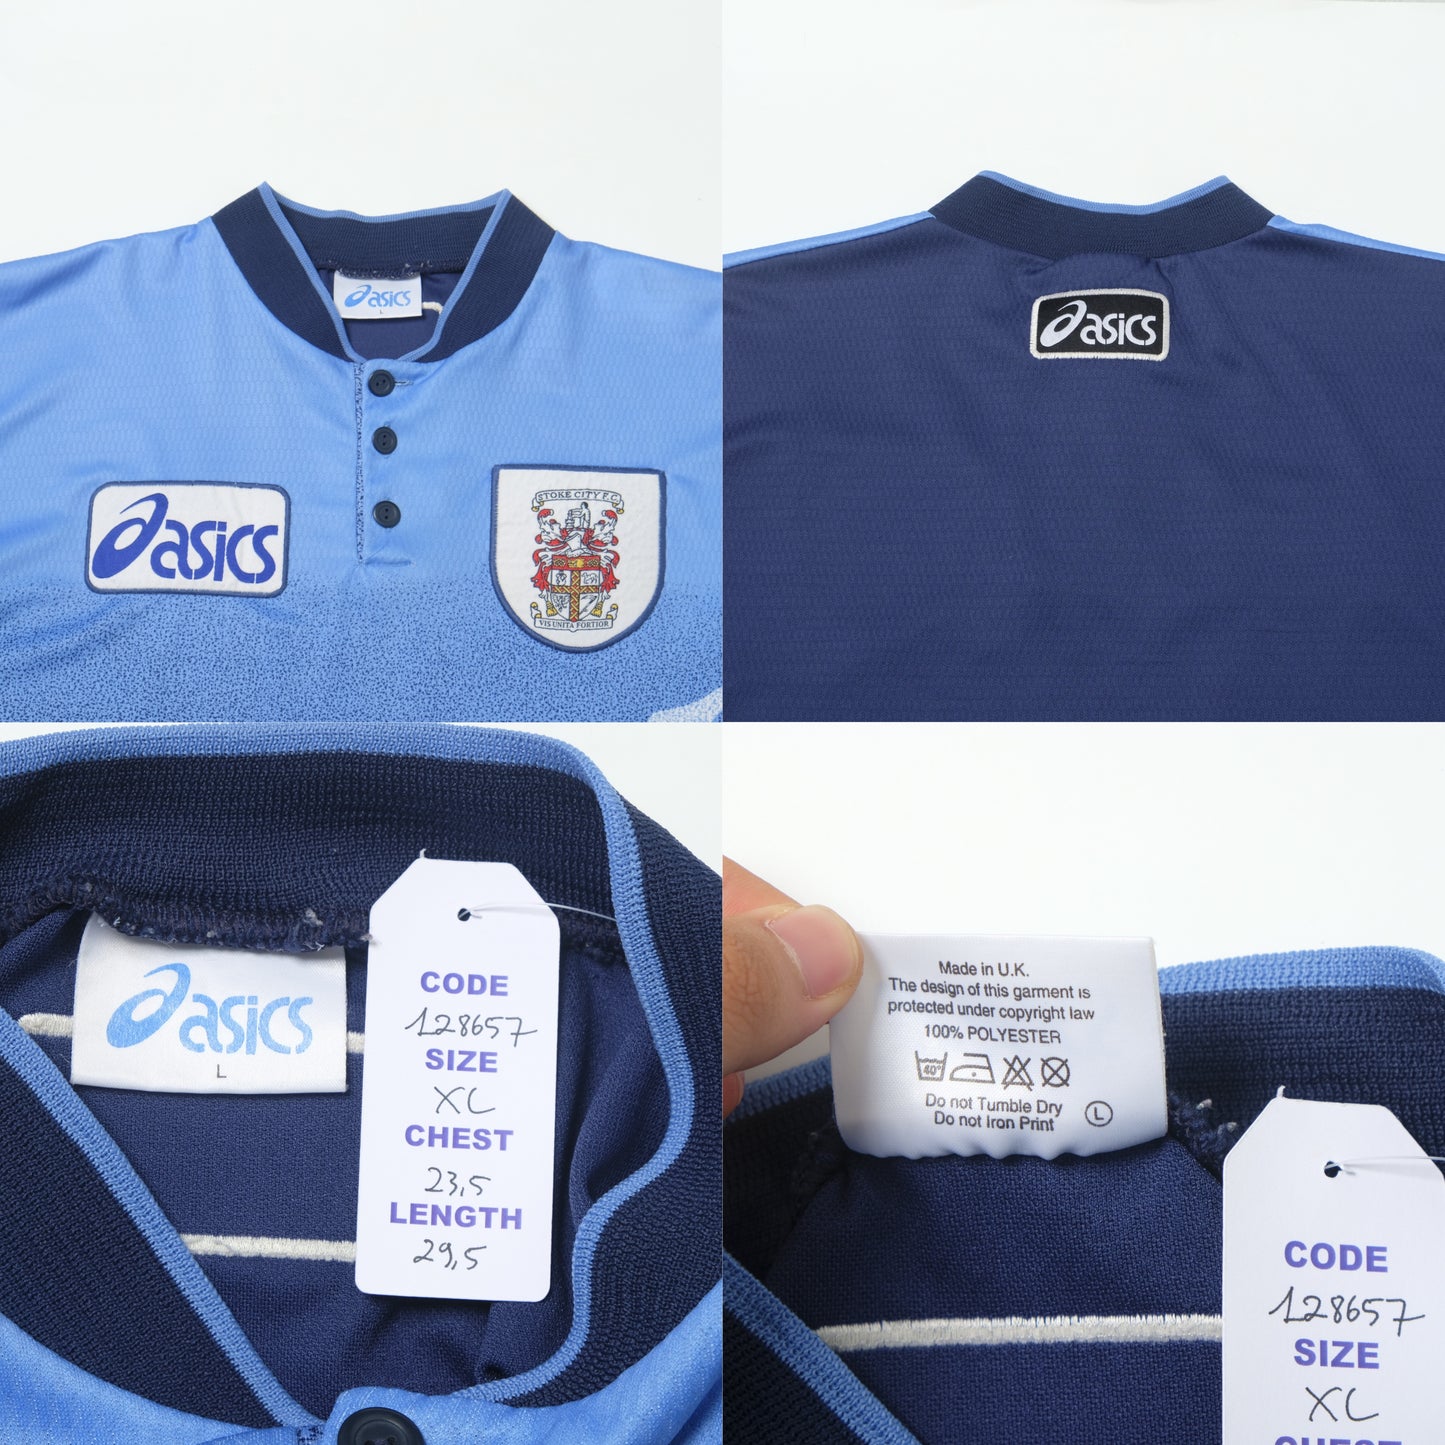 asics
L
asics
STOKE CITY F.C.
VIS UNITA FORTIOR
asics
asics
L
CODE
128657
SIZE
XL
CHEST
23,5
LENGTH
29,5
Made in U.K.
The design of this garment is
protected under copyright law
100% POLYESTER
40°
Do not Tumble Dry
Do not Iron Print
L
CODE
128657
SIZE
XL
CHEST